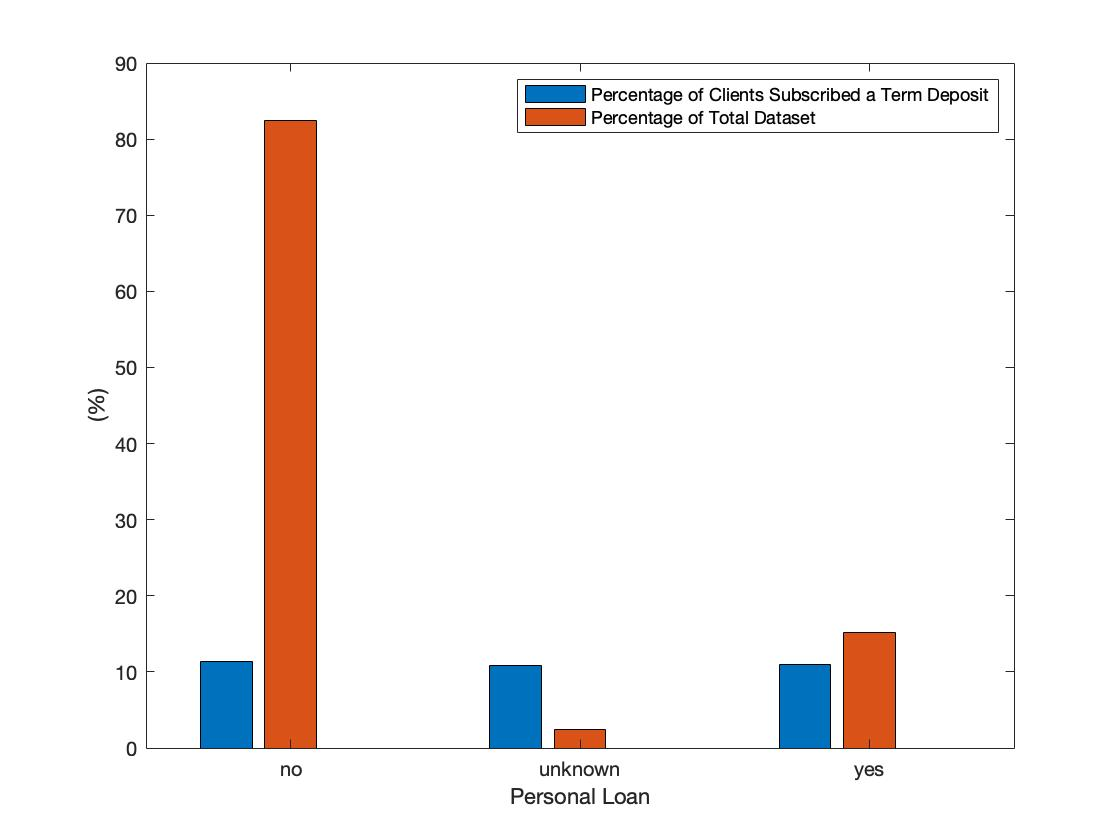 90
80
70
60
50
40
30
20
10
0
(%)
Percentage of Clients Subscribed a Term Deposit
Percentage of Total Dataset
no
unknown
yes
Personal Loan